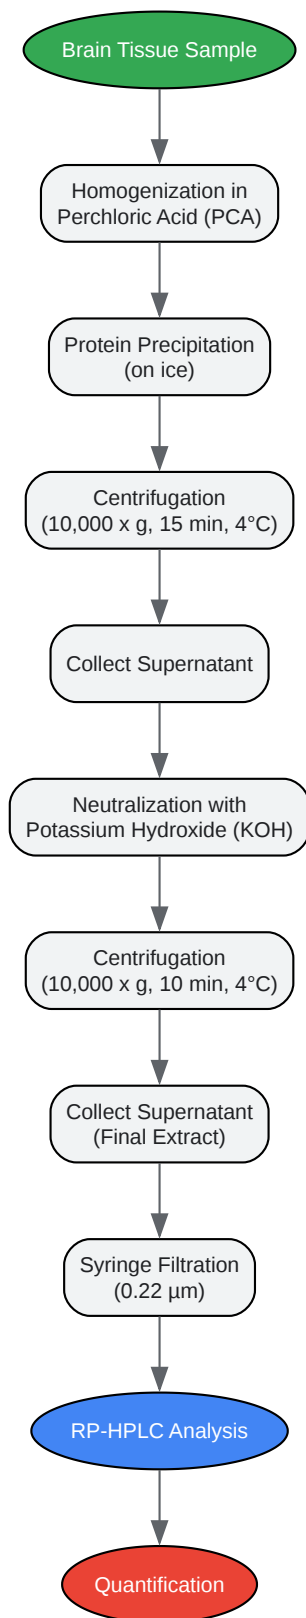 Brain Tissue Sample
Homogenization in
Perchloric Acid (PCA)
Protein Precipitation
(on ice)
Centrifugation
(10,000 x g, 15 min, 4°C)
Collect Supernatant
Neutralization with
Potassium Hydroxide (KOH)
Centrifugation
(10,000 x g, 10 min, 4°C)
Collect Supernatant
(Final Extract)
Syringe Filtration
(0.22 µm)
RP-HPLC Analysis
Quantification